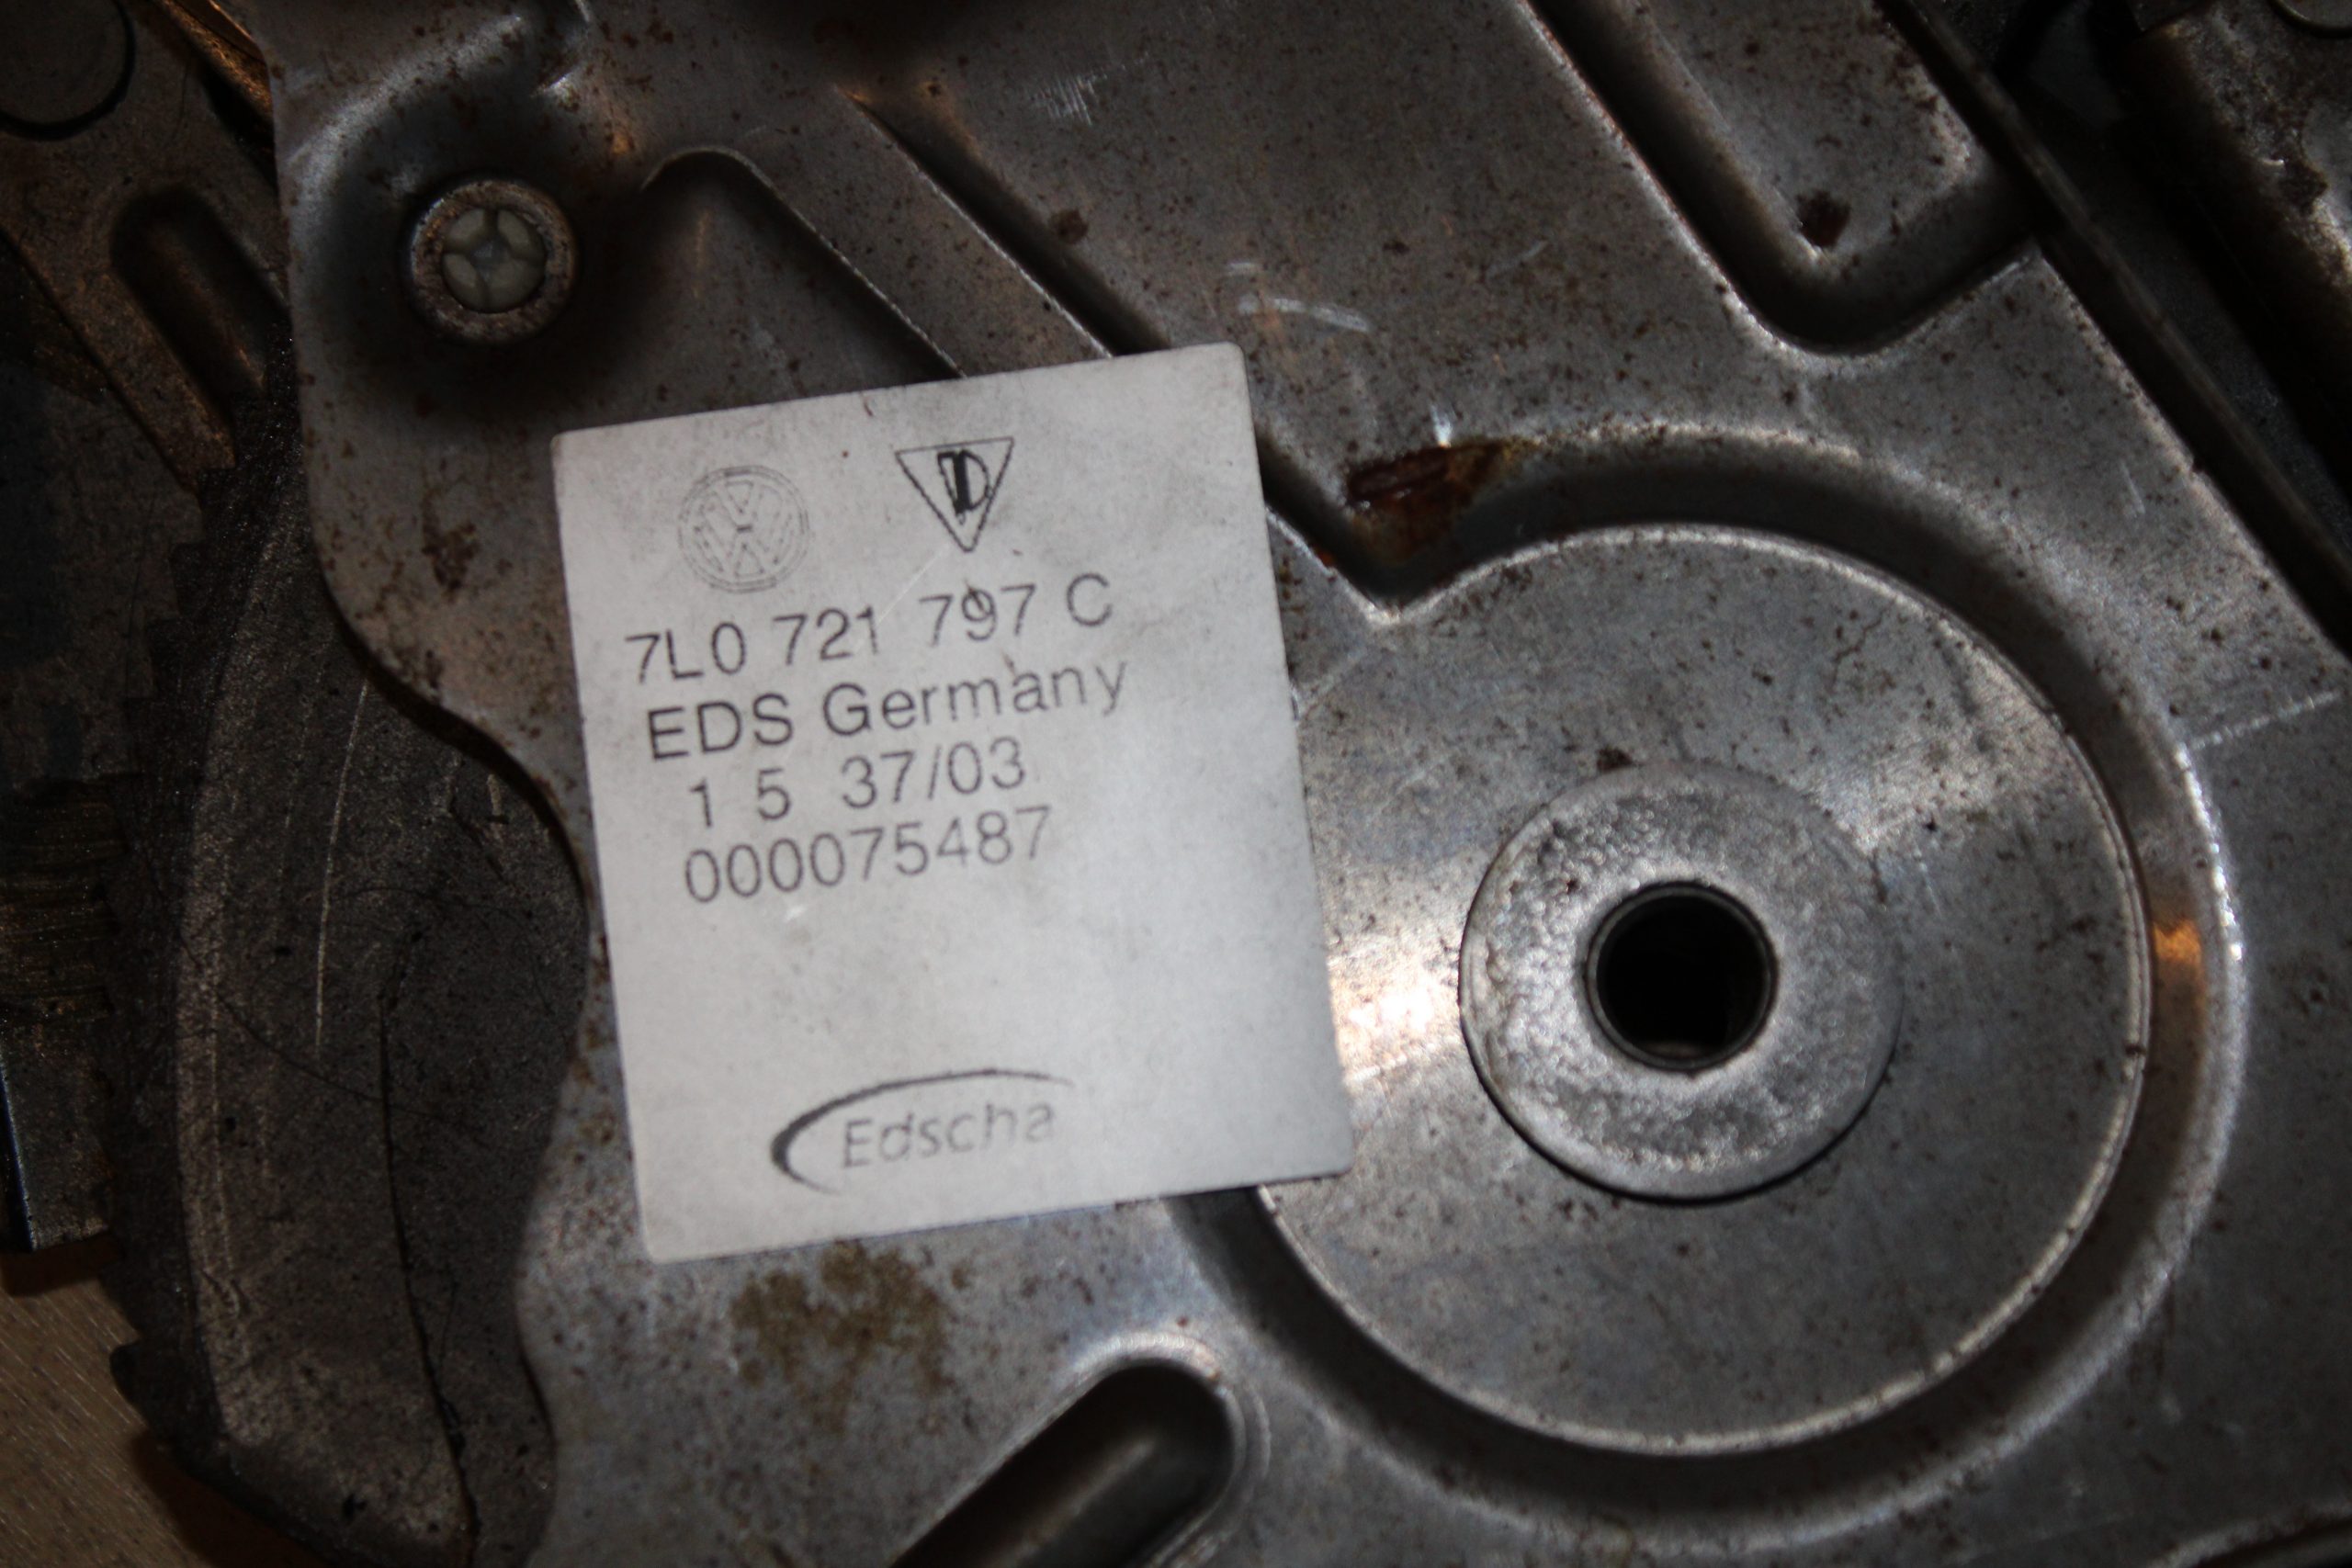 7L0 721 797 C
EDS Germany
1 5 37/03
000075487
Edscha